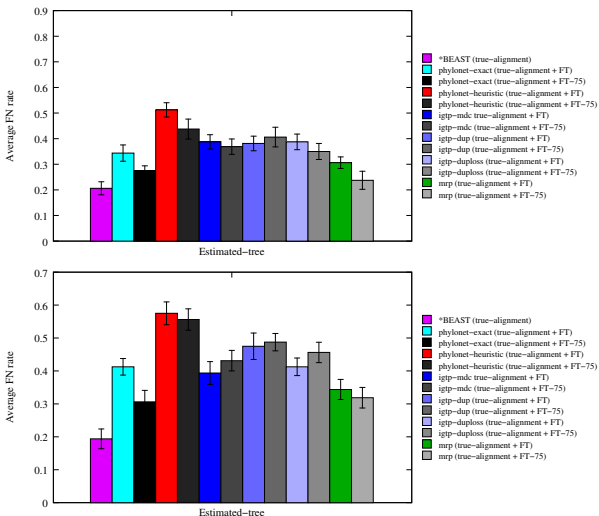 0.9
0.8
0.7
0.6
0.5
0.4
0.3
0.2
0.1
0
Average FN rate
Estimated−tree
*BEAST (true−alignment)
phylonet−exact (true−alignment + FT)
phylonet−exact (true−alignment + FT−75)
phylonet−heuristic (true−alignment + FT)
phylonet−heuristic (true−alignment + FT−75)
igtp−mdc true−alignment + FT)
igtp−mdc (true−alignment + FT−75)
igtp−dup (true−alignment + FT)
igtp−dup (true−alignment + FT−75)
igtp−duploss (true−alignment + FT)
igtp−duploss (true−alignment + FT−75)
mrp (true−alignment + FT)
mrp (true−alignment + FT−75)
0.7
0.6
0.5
0.4
0.3
0.2
0.1
0
Average FN rate
Estimated−tree
*BEAST (true−alignment)
phylonet−exact (true−alignment + FT)
phylonet−exact (true−alignment + FT−75)
phylonet−heuristic (true−alignment + FT)
phylonet−heuristic (true−alignment + FT−75)
igtp−mdc true−alignment + FT)
igtp−mdc (true−alignment + FT−75)
igtp−dup (true−alignment + FT)
igtp−dup (true−alignment + FT−75)
igtp−duploss (true−alignment + FT)
igtp−duploss (true−alignment + FT−75)
mrp (true−alignment + FT)
mrp (true−alignment + FT−75)